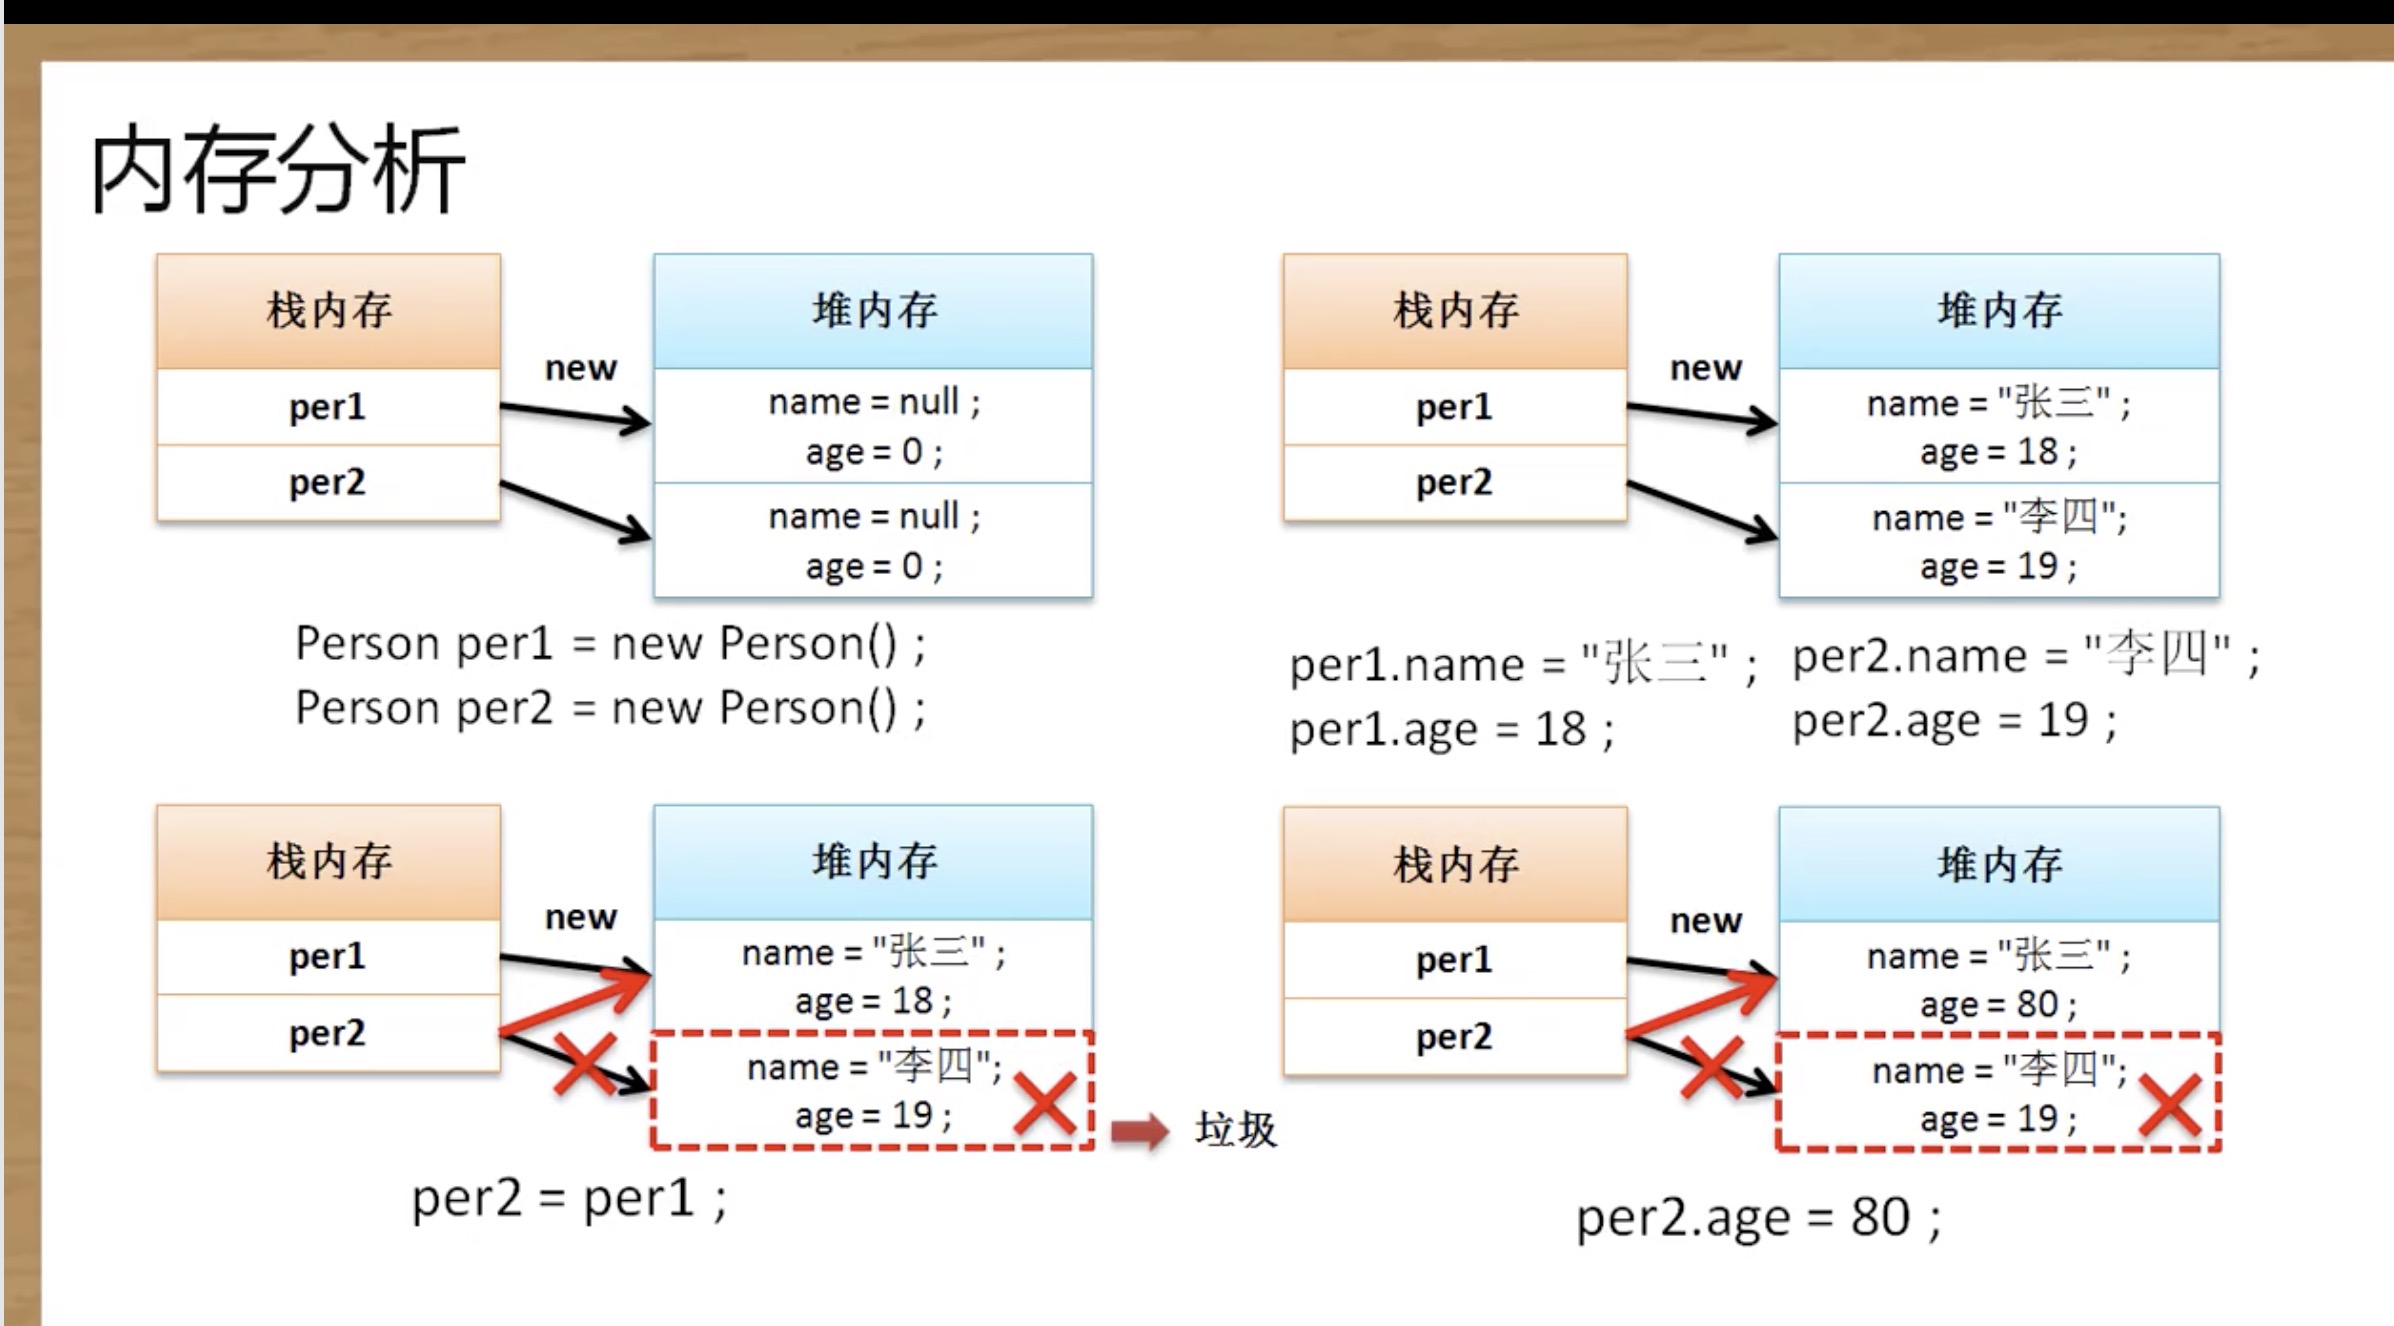 内存分析
栈内存
new
堆内存
per1
per2
name = null ;
age = 0 ;
name = null ;
age = 0 ;
Person per1 = new Person() ;
Person per2 = new Person() ;
栈内存
new
堆内存
per1
per2
name = "张三" ;
age = 18 ;
name = "李四";
age = 19 ;
per1.name = "张三" ;
per1.age = 18 ;
per2.name = "李四" ;
per2.age = 19 ;
栈内存
new
堆内存
per1
per2
name = "张三" ;
age = 18 ;
name = "李四";
age = 19 ;
垃圾
per2 = per1 ;
栈内存
new
堆内存
per1
per2
name = "张三" ;
age = 80 ;
name = "李四";
age = 19 ;
per2.age = 80 ;